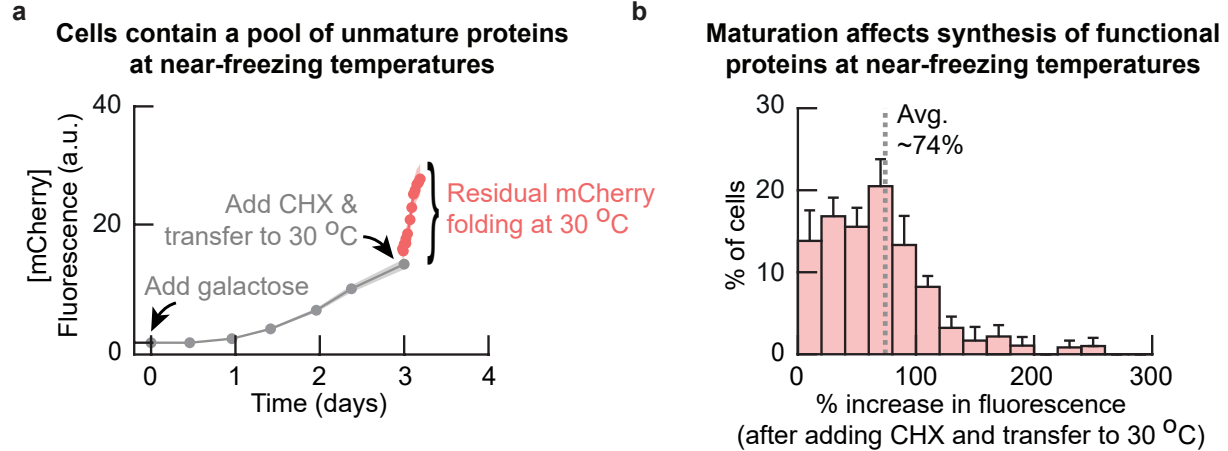 a
Cells contain a pool of unmature proteins
at near-freezing temperatures
[mCherry]
Fluorescence (a.u.)
40
20
0
Add CHX &
transfer to 30 °C
Residual mCherry
folding at 30 °C
Add galactose
0 1 2 3 4
Time (days)
b
Maturation affects synthesis of functional
proteins at near-freezing temperatures
% of cells
30
20
10
0
Avg.
~74%
0 100 200 300
% increase in fluorescence
(after adding CHX and transfer to 30 °C)